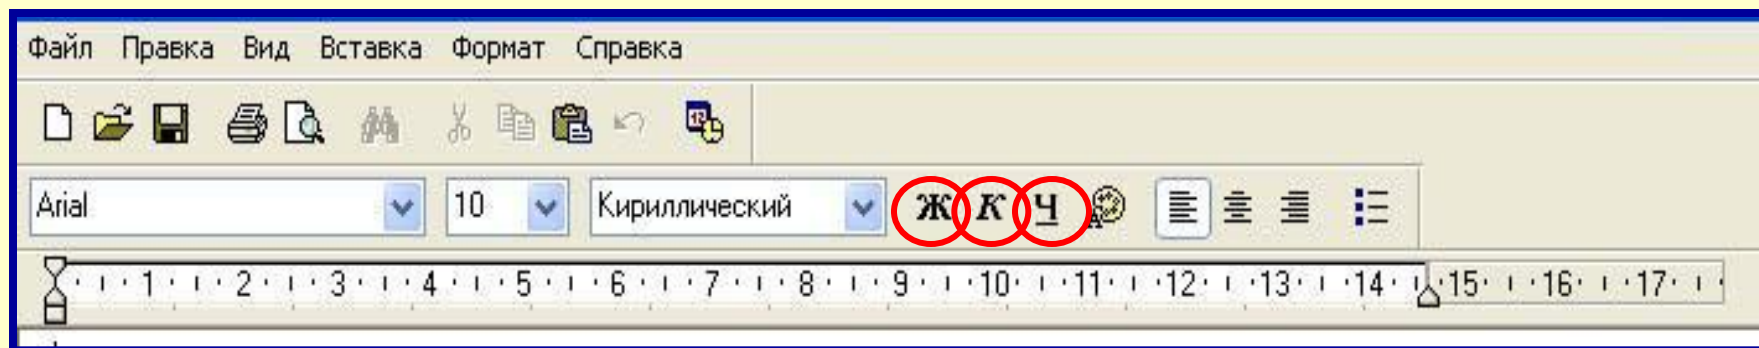 Файл Правка Вид Вставка Формат Справка
12
Arial 10 Кириллический Ж К Ч
1 2 3 4 5 6 7 8 9 10 11 12 13 14 15 16 17